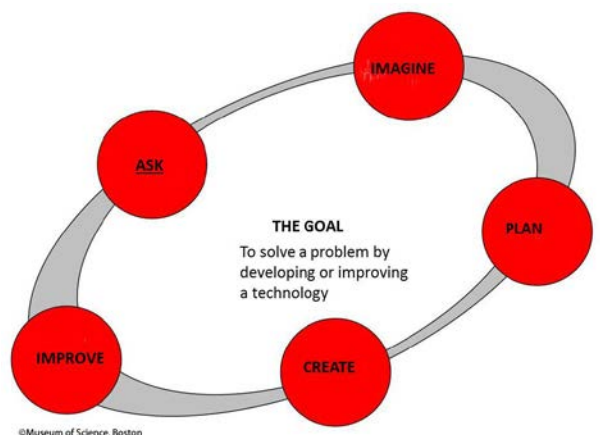 IMAGINE
ASK
PLAN
THE GOAL
To solve a problem by
developing or improving
a technology
IMPROVE
CREATE
©Museum of Science, Boston